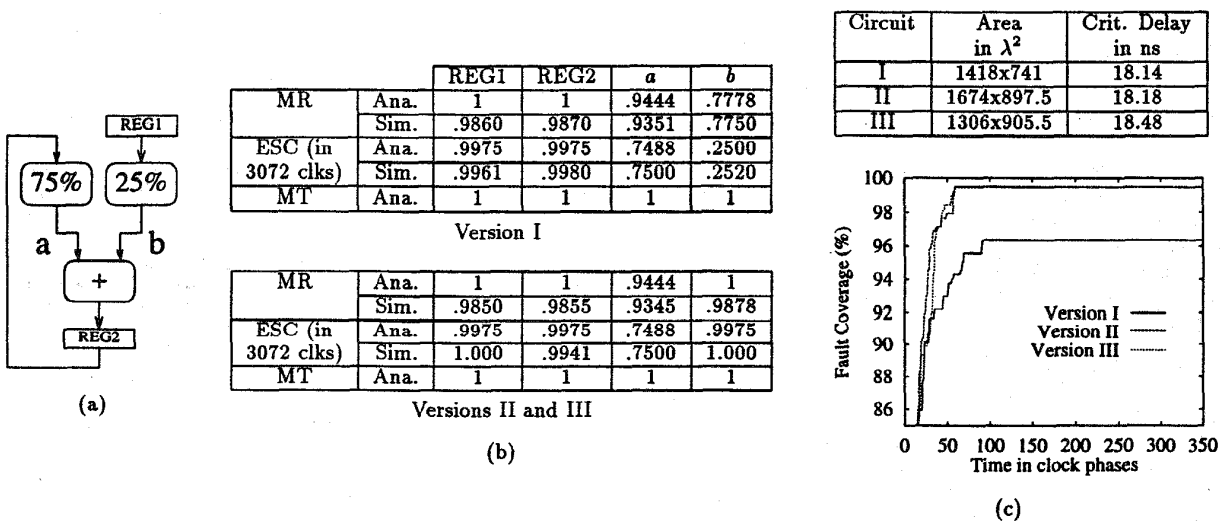 REG1
75% 25%
a b
+
REG2
(a)
REG1 REG2 a b
MR Ana. 1 1 .9444 .7778
Sim. .9860 .9870 .9351 .7750
ESC (in Ana. .9975 .9975 .7488 .2500
3072 clks) Sim. .9961 .9980 .7500 .2520
MT Ana. 1 1 1 1
Version I
MR Ana. 1 1 .9444 1
Sim. .9850 .9855 .9345 .9878
ESC (in Ana. .9975 .9975 .7488 .9975
3072 clks) Sim. 1.000 .9941 .7500 1.000
MT Ana. 1 1 1 1
Versions II and III
(b)
Circuit Area Crit. Delay
in λ² in ns
I 1418x741 18.14
II 1674x897.5 18.18
III 1306x905.5 18.48
Fault Coverage (%)
100
98
96
94
92
90
88
86
Version I
Version II
Version III
0 50 100 150 200 250 300 350
Time in clock phases
(c)